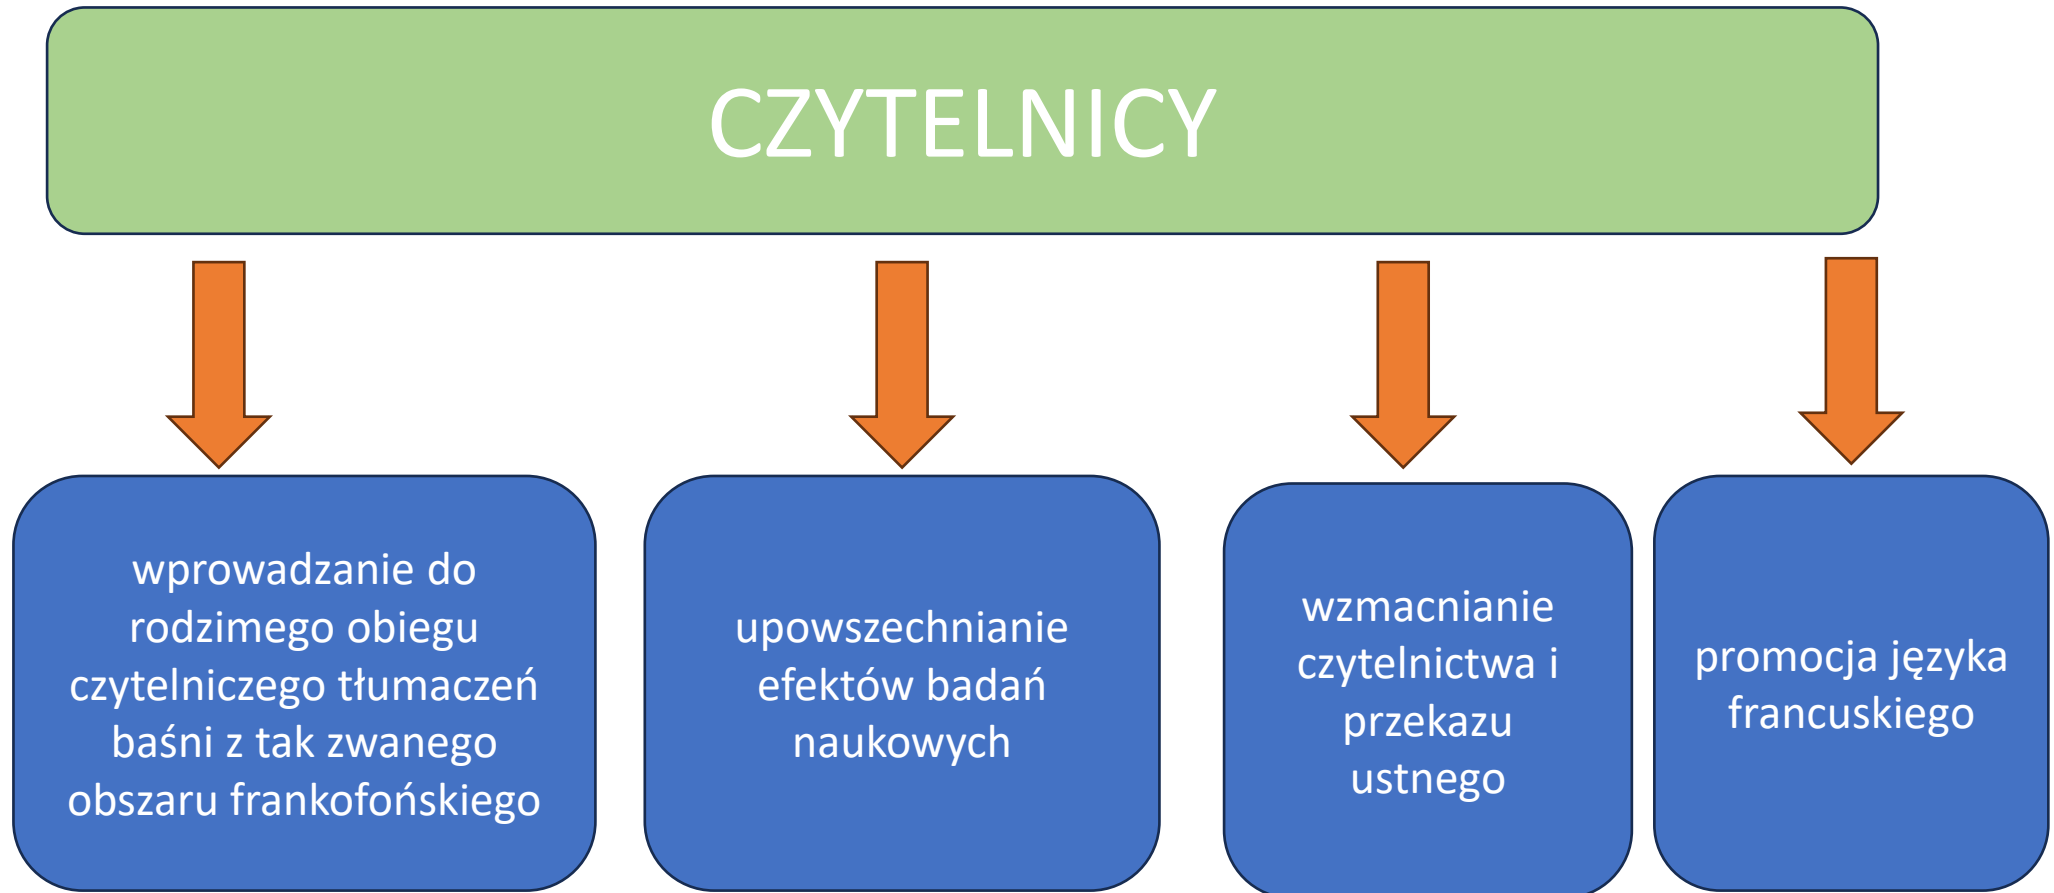 CZYTELNICY
wprowadzanie do
rodzimego obiegu
czytelniczego tłumaczeń
baśni z tak zwanego
obszaru frankofońskiego
upowszechnianie
efektów badań
naukowych
wzmacnianie
czytelnictwa i
przekazu
ustnego
promocja języka
francuskiego